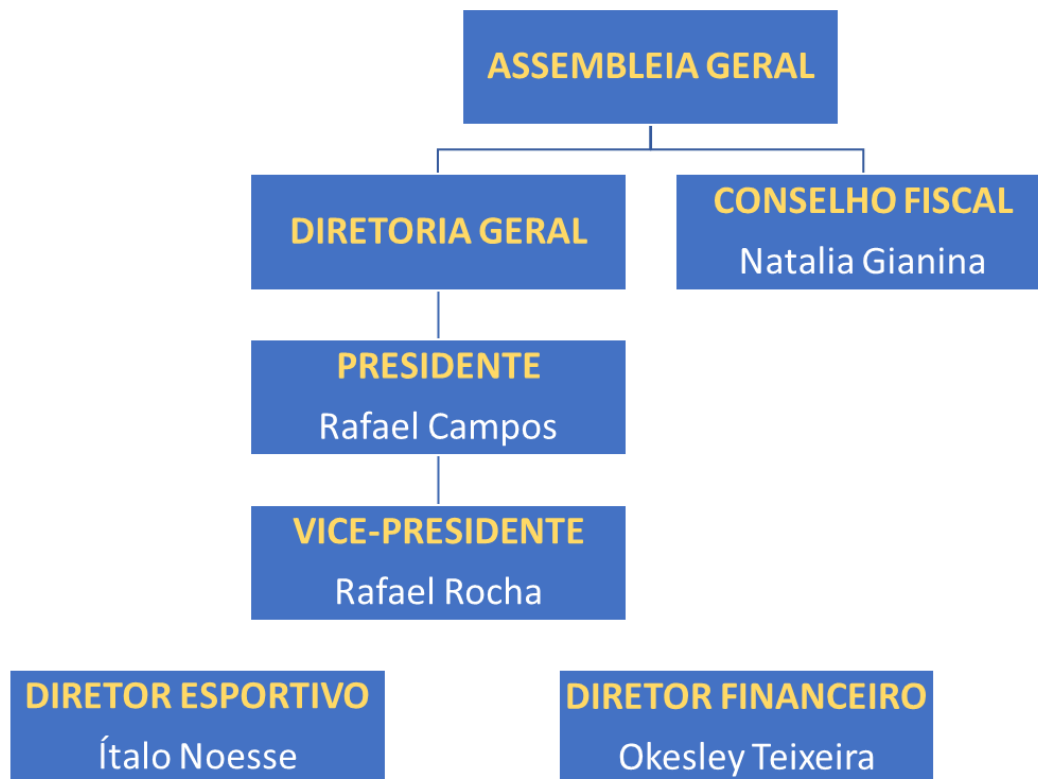 ASSEMBLEIA GERAL
DIRETORIA GERAL
CONSELHO FISCAL
Natalia Gianina
PRESIDENTE
Rafael Campos
VICE-PRESIDENTE
Rafael Rocha
DIRETOR ESPORTIVO
Ítalo Noesse
DIRETOR FINANCEIRO
Okesley Teixeira